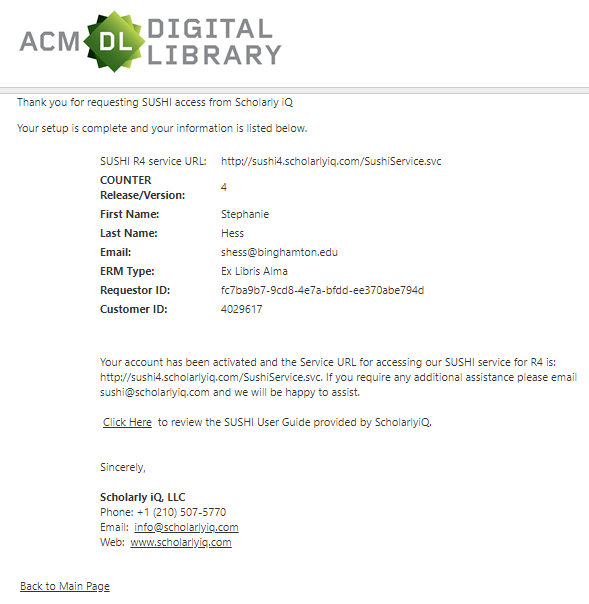 ACM DL DIGITAL
LIBRARY
Thank you for requesting SUSHI access from Scholarly iQ
Your setup is complete and your information is listed below.
SUSHI R4 service URL: http://sushi4.scholarlyiq.com/SushiService.svc
COUNTER
Release/Version: 4
First Name: Stephanie
Last Name: Hess
Email: shess@binghamton.edu
ERM Type: Ex Libris Alma
Requestor ID: fc7ba9b7-9cd8-4e7a-bfdd-ee370abe794d
Customer ID: 4029617
Your account has been activated and the Service URL for accessing our SUSHI service for R4 is:
http://sushi4.scholarlyiq.com/SushiService.svc. If you require any additional assistance please email
sushi@scholarlyiq.com and we will be happy to assist.
Click Here to review the SUSHI User Guide provided by ScholarlyiQ.
Sincerely,
Scholarly iQ, LLC
Phone: +1 (210) 507-5770
Email: info@scholarlyiq.com
Web: www.scholarlyiq.com
Back to Main Page